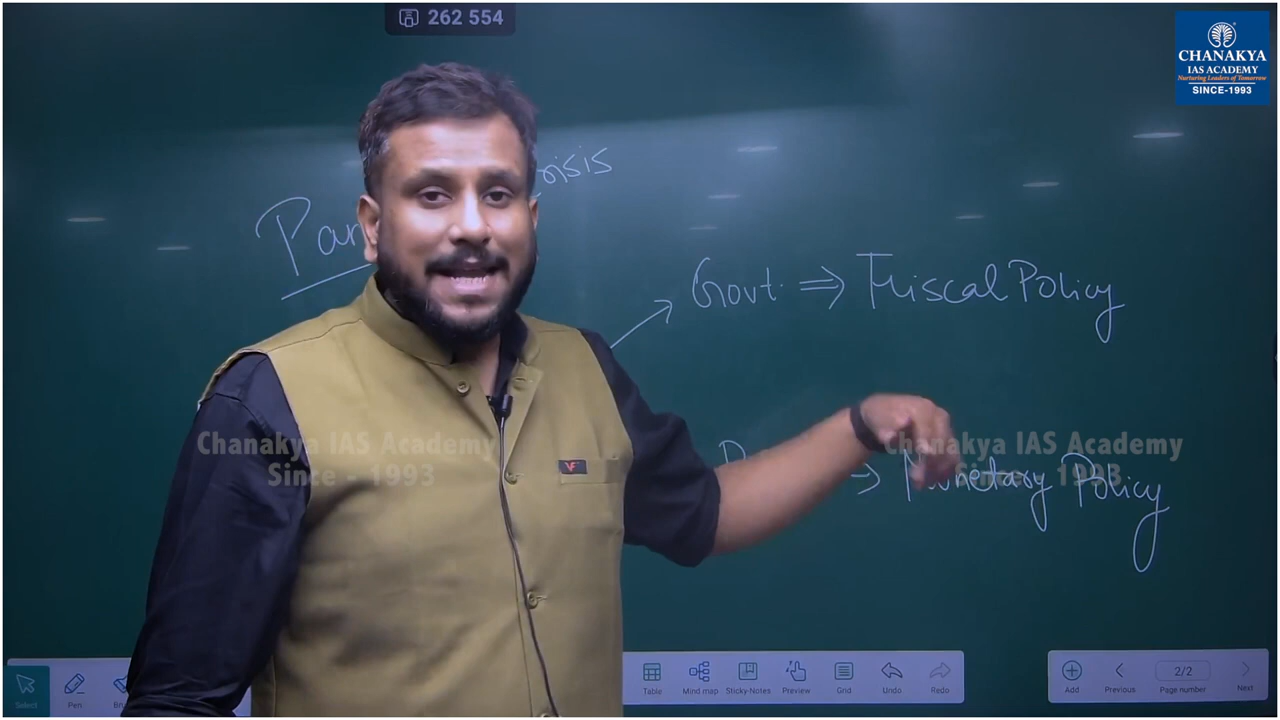 262 554
CHANAKYA
IAS ACADEMY
Nurturing Leaders of Tomorrow
SINCE-1993
Govt. ⇒ Fiscal Policy
Chanakya IAS Academy
Since - 1993
Chanakya IAS Academy
Since - 1993
→ Monetary Policy
Select
Pen
Table
Mind map
Sticky-Notes
Preview
Grid
Undo
Redo
Add
Previous
2/2
Page number
Next